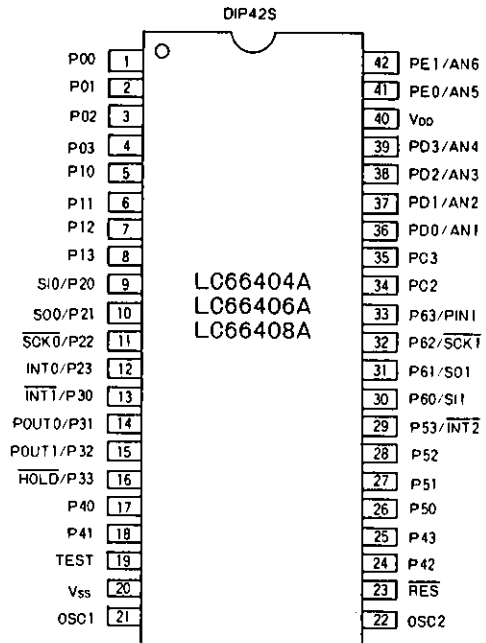 DIP42S
P00 1
P01 2
P02 3
P03 4
P10 5
P11 6
P12 7
P13 8
SI0/P20 9
SO0/P21 10
SCK0/P22 11
INT0/P23 12
INT1/P30 13
POUT0/P31 14
POUT1/P32 15
HOLD/P33 16
P40 17
P41 18
TEST 19
Vss 20
OSC1 21
LC66404A
LC66406A
LC66408A
42 PE1/AN6
41 PE0/AN5
40 VDD
39 PD3/AN4
38 PD2/AN3
37 PD1/AN2
36 PD0/AN1
35 PC3
34 PC2
33 P63/PIN1
32 P62/SCK1
31 P61/SO1
30 P60/SI1
29 P53/INT2
28 P52
27 P51
26 P50
25 P43
24 P42
23 RES
22 OSC2